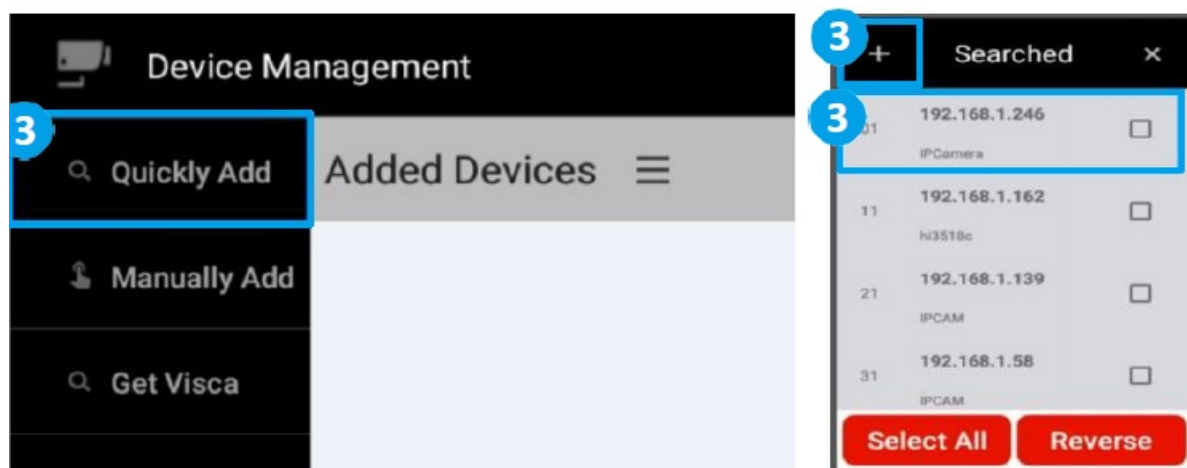 Device Management
3
Quickly Add
Added Devices
Manually Add
Get Visca
3
+ Searched ×
3
01 192.168.1.246
IPCamera
11 192.168.1.162
hi3518c
21 192.168.1.139
IPCAM
31 192.168.1.58
IPCAM
Select All Reverse